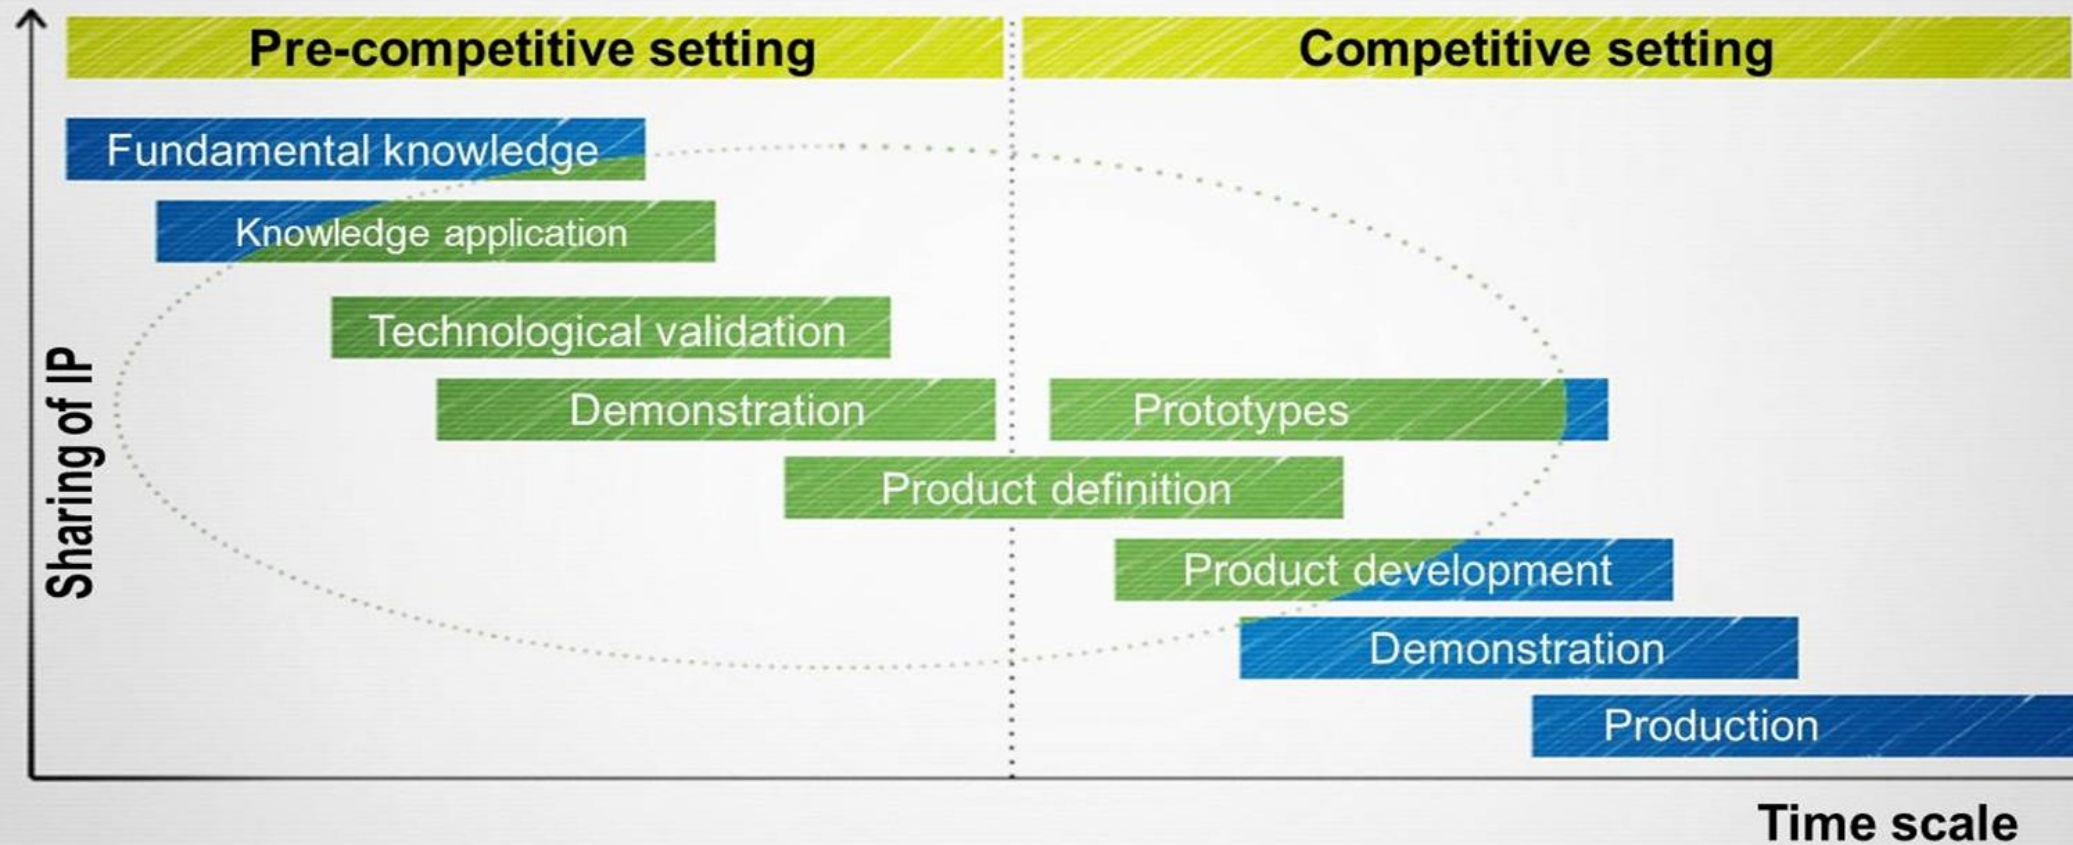 Pre-competitive setting
Competitive setting
Fundamental knowledge
Knowledge application
Technological validation
Demonstration
Prototypes
Product definition
Product development
Demonstration
Production
Sharing of IP
Time scale